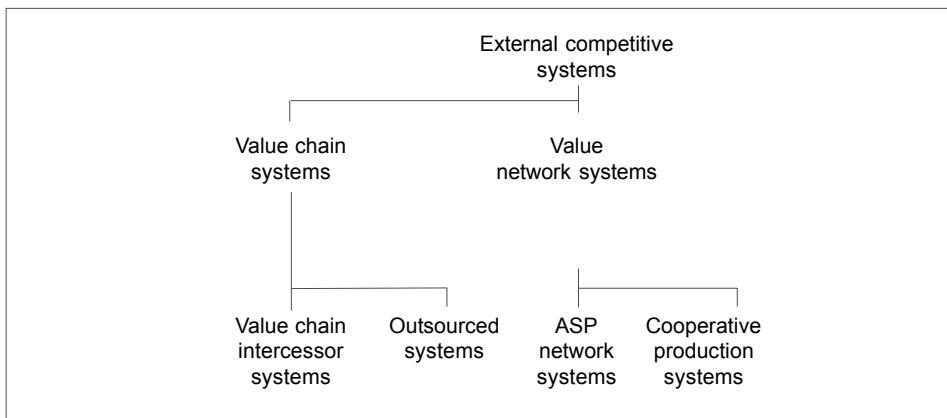 External competitive
systems
Value chain
systems
Value
network systems
Value chain
intercessor
systems
Outsourced
systems
ASP
network
systems
Cooperative
production
systems